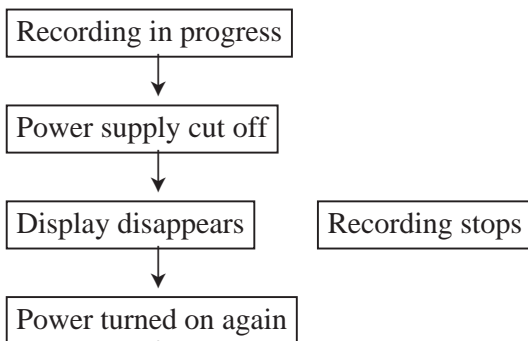 Recording in progress
Power supply cut off
Display disappears
Recording stops
Power turned on again